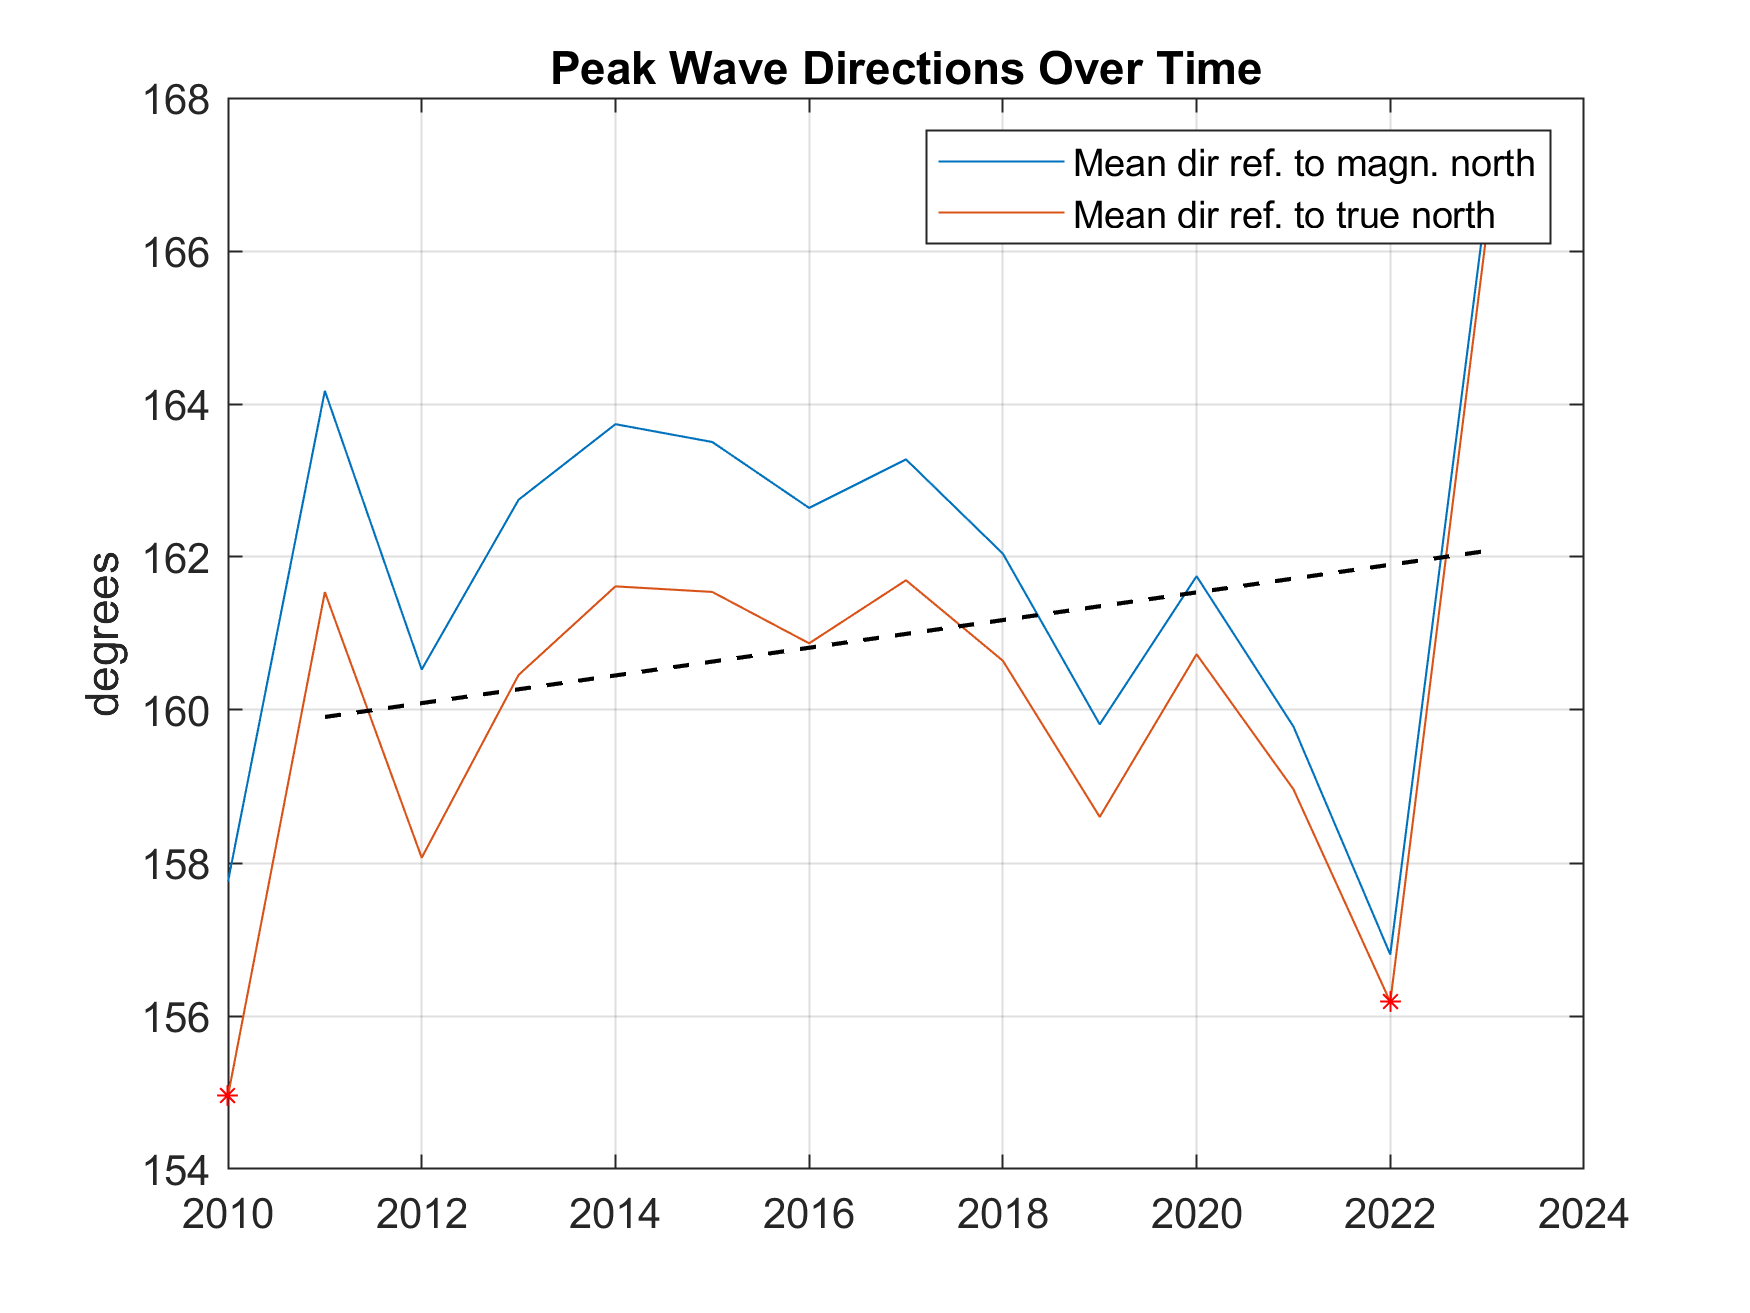 Peak Wave Directions Over Time
168
166
164
162
160
158
156
154
degrees
Mean dir ref. to magn. north
Mean dir ref. to true north
2010 2012 2014 2016 2018 2020 2022 2024